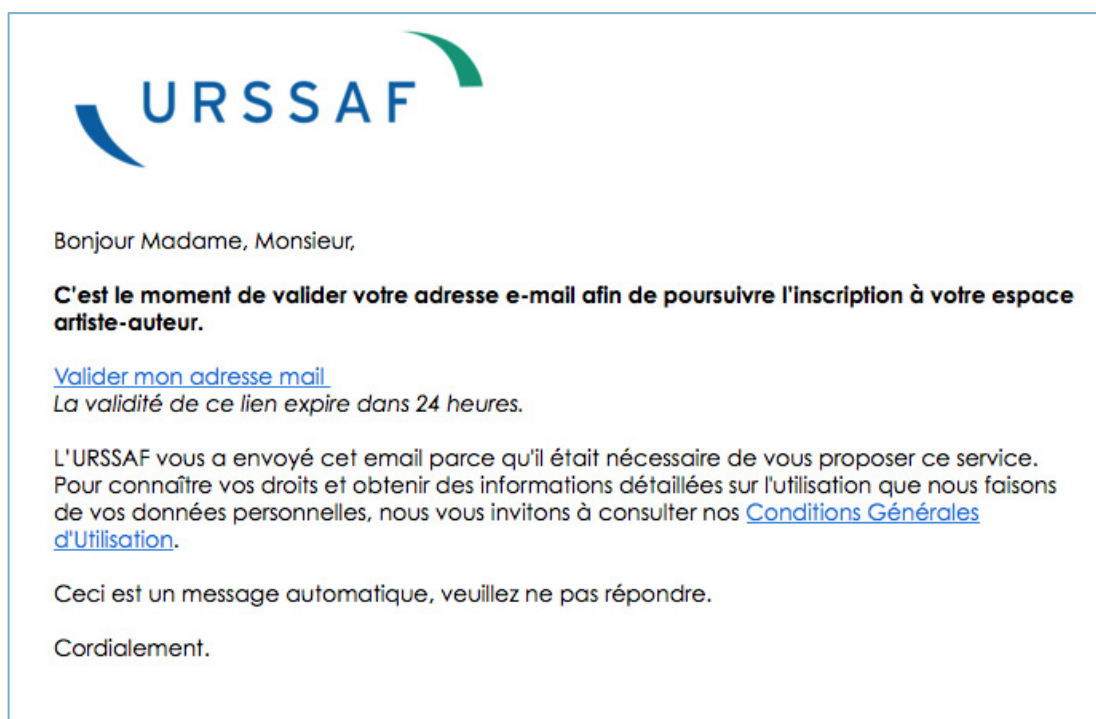 URSSAF
Bonjour Madame, Monsieur,
C'est le moment de valider votre adresse e-mail afin de poursuivre l'inscription à votre espace
artiste-auteur.
Valider mon adresse mail
La validité de ce lien expire dans 24 heures.
L'URSSAF vous a envoyé cet email parce qu'il était nécessaire de vous proposer ce service.
Pour connaître vos droits et obtenir des informations détaillées sur l'utilisation que nous faisons
de vos données personnelles, nous vous invitons à consulter nos Conditions Générales
d'Utilisation.
Ceci est un message automatique, veuillez ne pas répondre.
Cordialement.